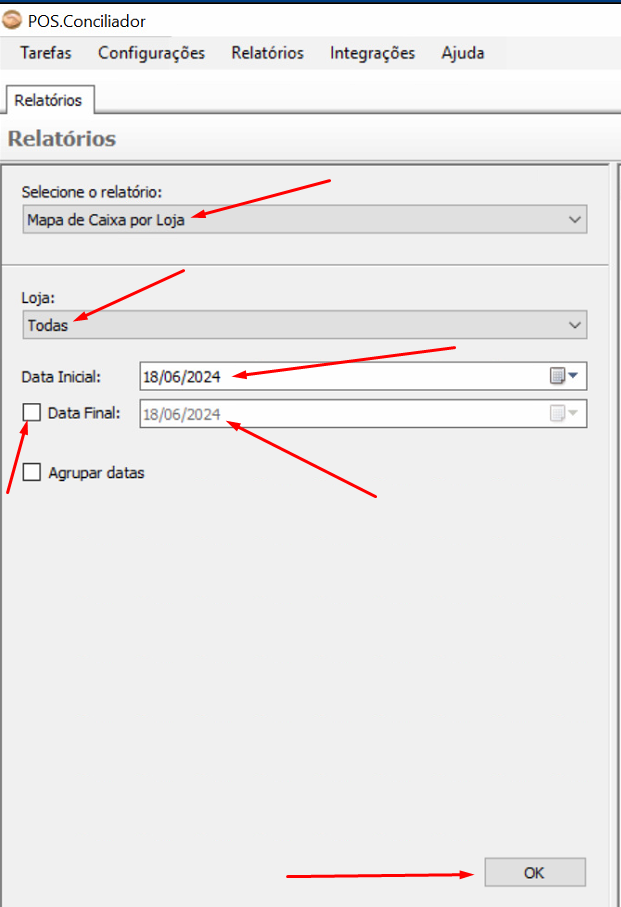 POS.Conciliador
Tarefas Configurações Relatórios Integrações Ajuda
Relatórios
Relatórios
Selecione o relatório:
Mapa de Caixa por Loja
Loja:
Todas
Data Inicial: 18/06/2024
Data Final: 18/06/2024
Agrupar datas
OK